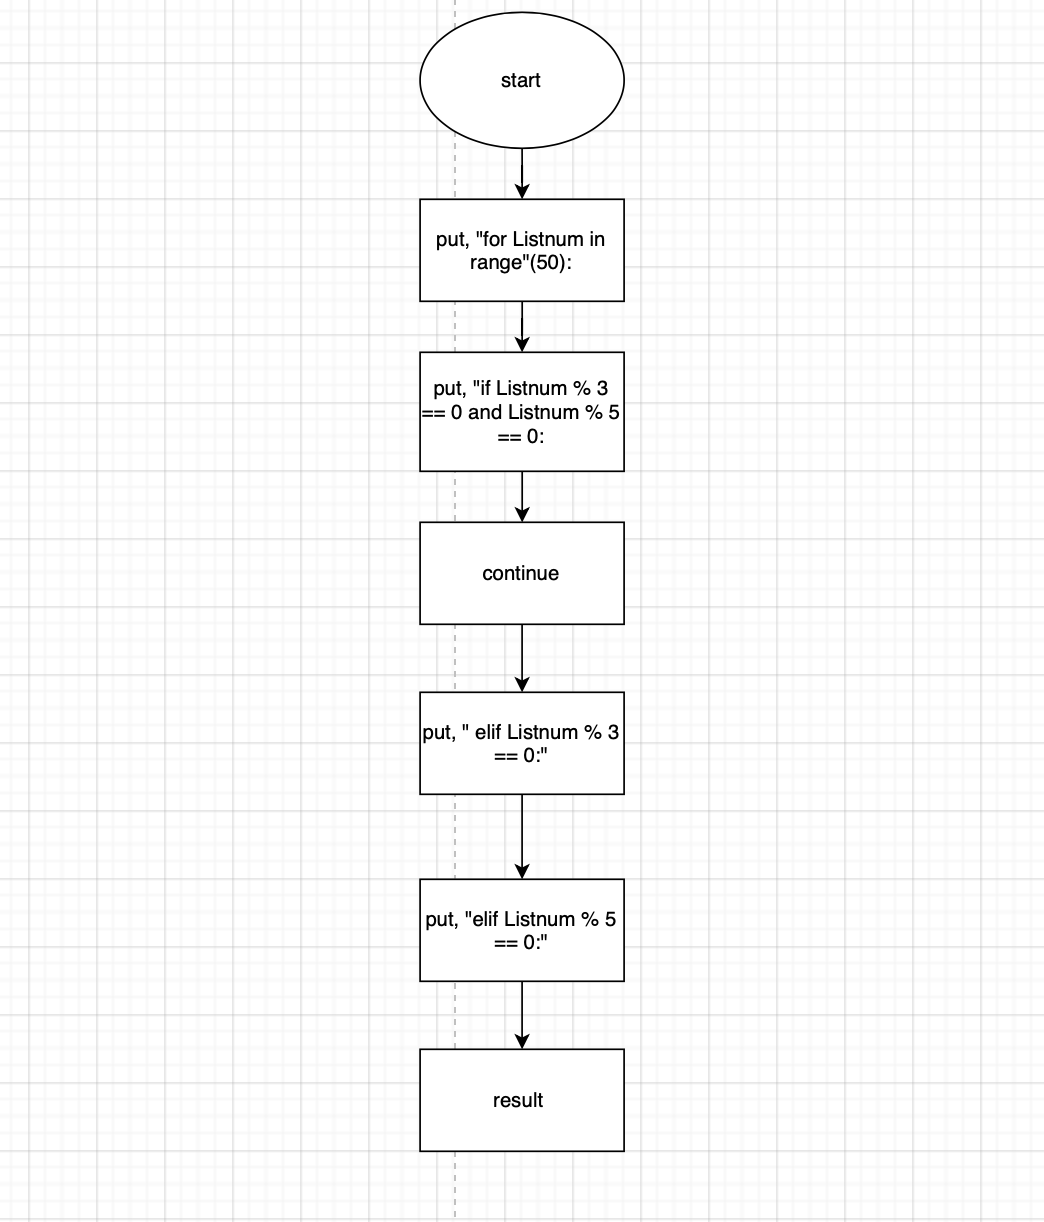 start
put, "for Listnum in
range"(50):
put, "if Listnum % 3
== 0 and Listnum % 5
== 0:
continue
put, " elif Listnum % 3
== 0:"
put, "elif Listnum % 5
== 0:"
result